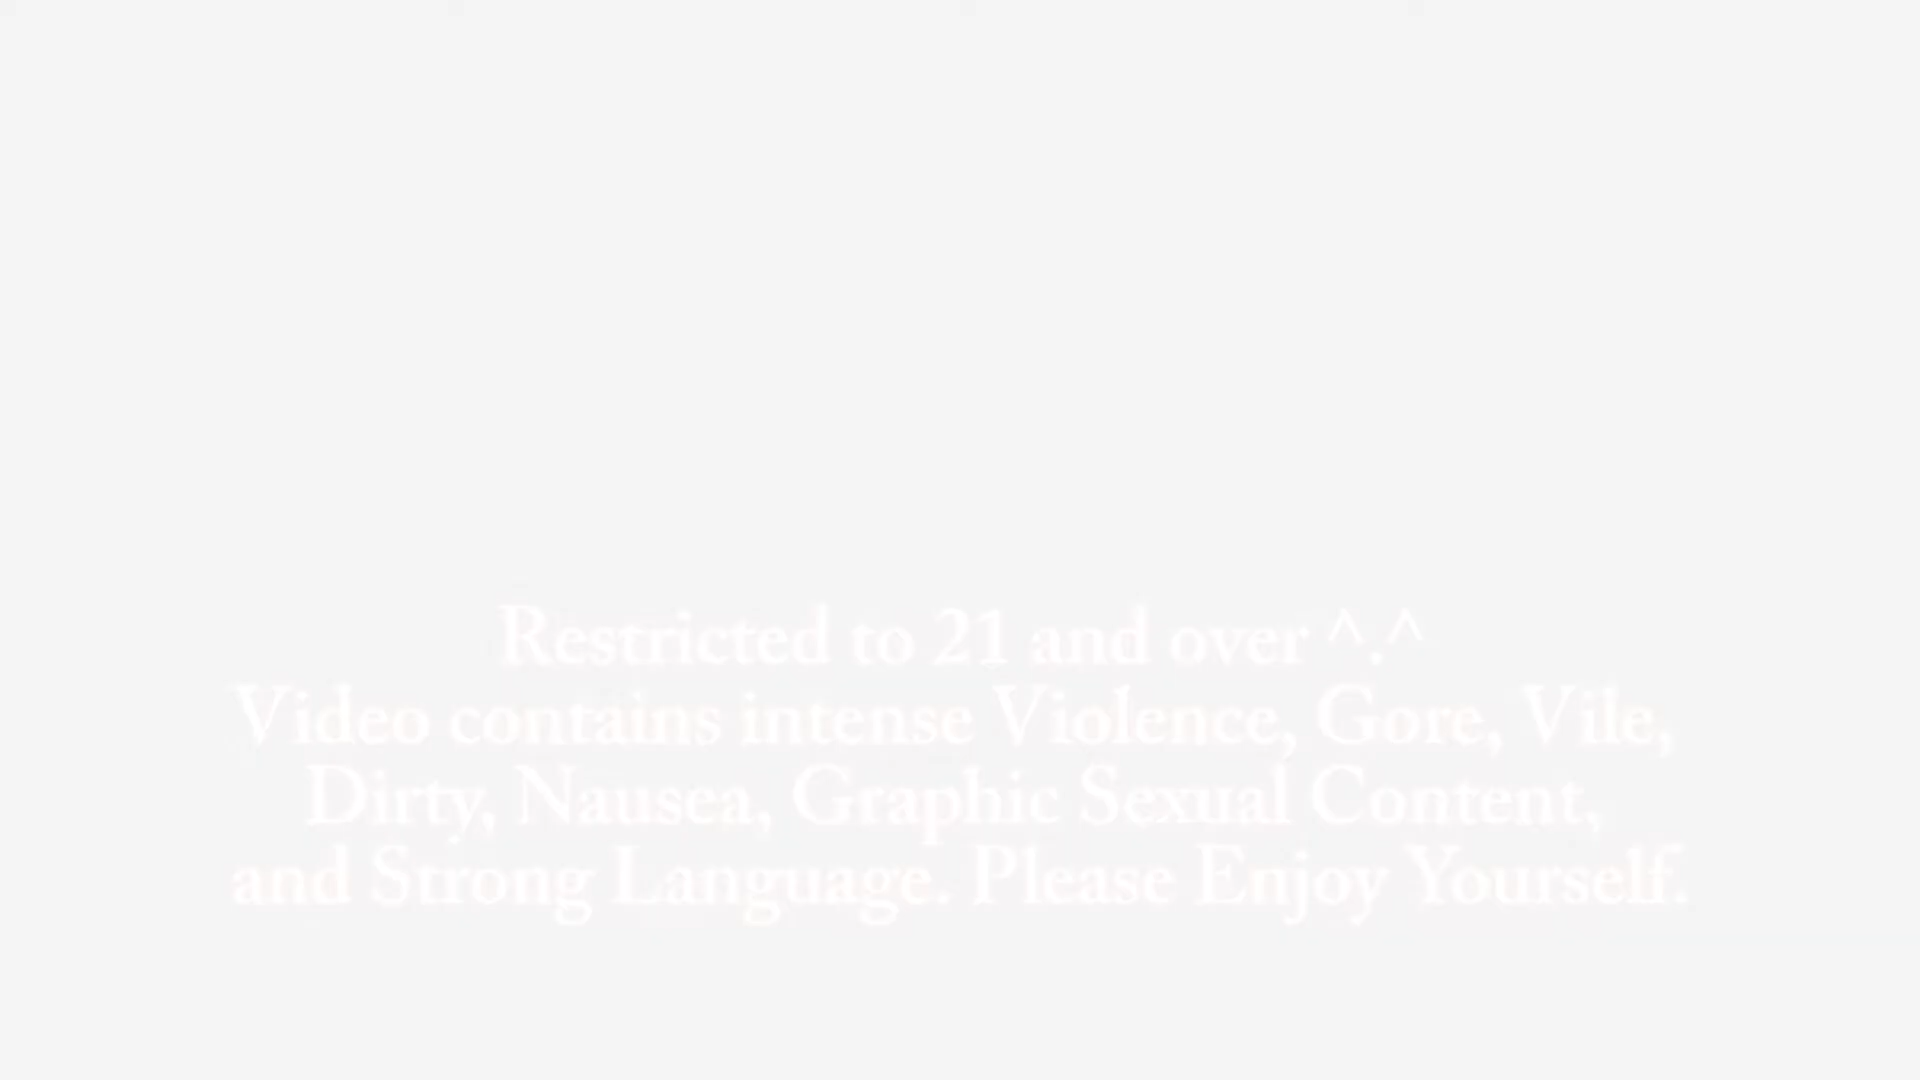 Restricted to 21 and over ^.^
Video contains intense Violence, Gore, Vile,
Dirty, Nausea, Graphic Sexual Content,
and Strong Language. Please Enjoy Yourself.